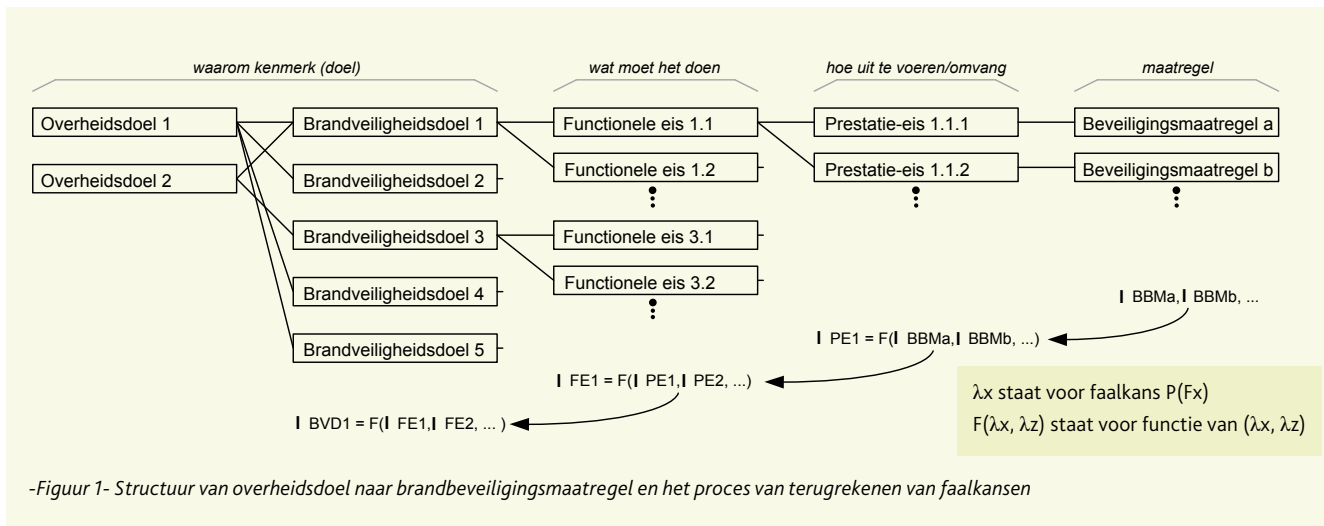 waarom kenmerk (doel) wat moet het doen hoe uit te voeren/omvang maatregel
Overheidsdoel 1 Brandveiligheidsdoel 1 Functionele eis 1.1 Prestatie-eis 1.1.1 Beveiligingsmaatregel a
Functionele eis 1.2 Prestatie-eis 1.1.2 Beveiligingsmaatregel b
Overheidsdoel 2 Brandveiligheidsdoel 2
Brandveiligheidsdoel 3 Functionele eis 3.1
Functionele eis 3.2
Brandveiligheidsdoel 4
l BBMa, l BBMb, ...
l PE1 = F(l BBMa, l BBMb, ...)
Brandveiligheidsdoel 5
l FE1 = F(l PE1, l PE2, ...)
l BVD1 = F(l FE1, l FE2, ... )
λx staat voor faalkans P(Fx)
F(λx, λz) staat voor functie van (λx, λz)
-Figuur 1- Structuur van overheidsdoel naar brandbeveiligingsmaatregel en het proces van terugrekenen van faalkansen